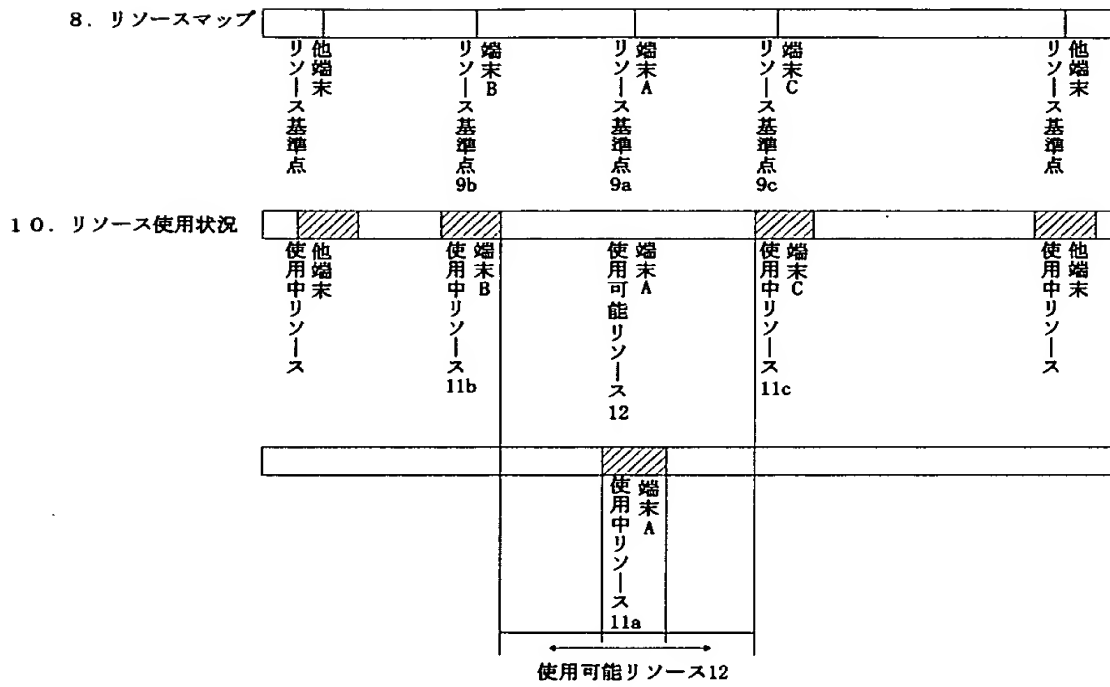 8．リソースマップ
他端末
リソース基準点
端末B
リソース基準点
9b
端末A
リソース基準点
9a
端末C
リソース基準点
9c
他端末
リソース基準点
10．リソース使用状況
他端末
使用中リソース
端末B
使用中リソース
11b
端末A
使用可能リソース
12
端末C
使用中リソース
11c
他端末
使用中リソース
端末A
使用中リソース
11a
使用可能リソース12